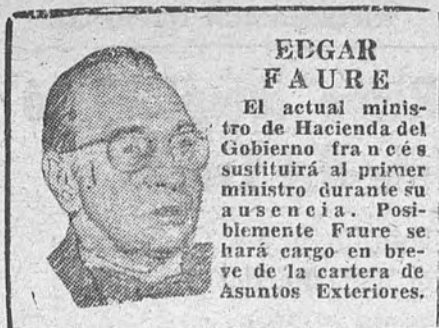 EDGAR
FAURE
El actual minis-
tro de Hacienda del
Gobierno francés
sustituirá al primer
ministro durante su
ausencia. Posi-
blemente Faure se
hará cargo en bre-
ve de la cartera de
Asuntos Exteriores.